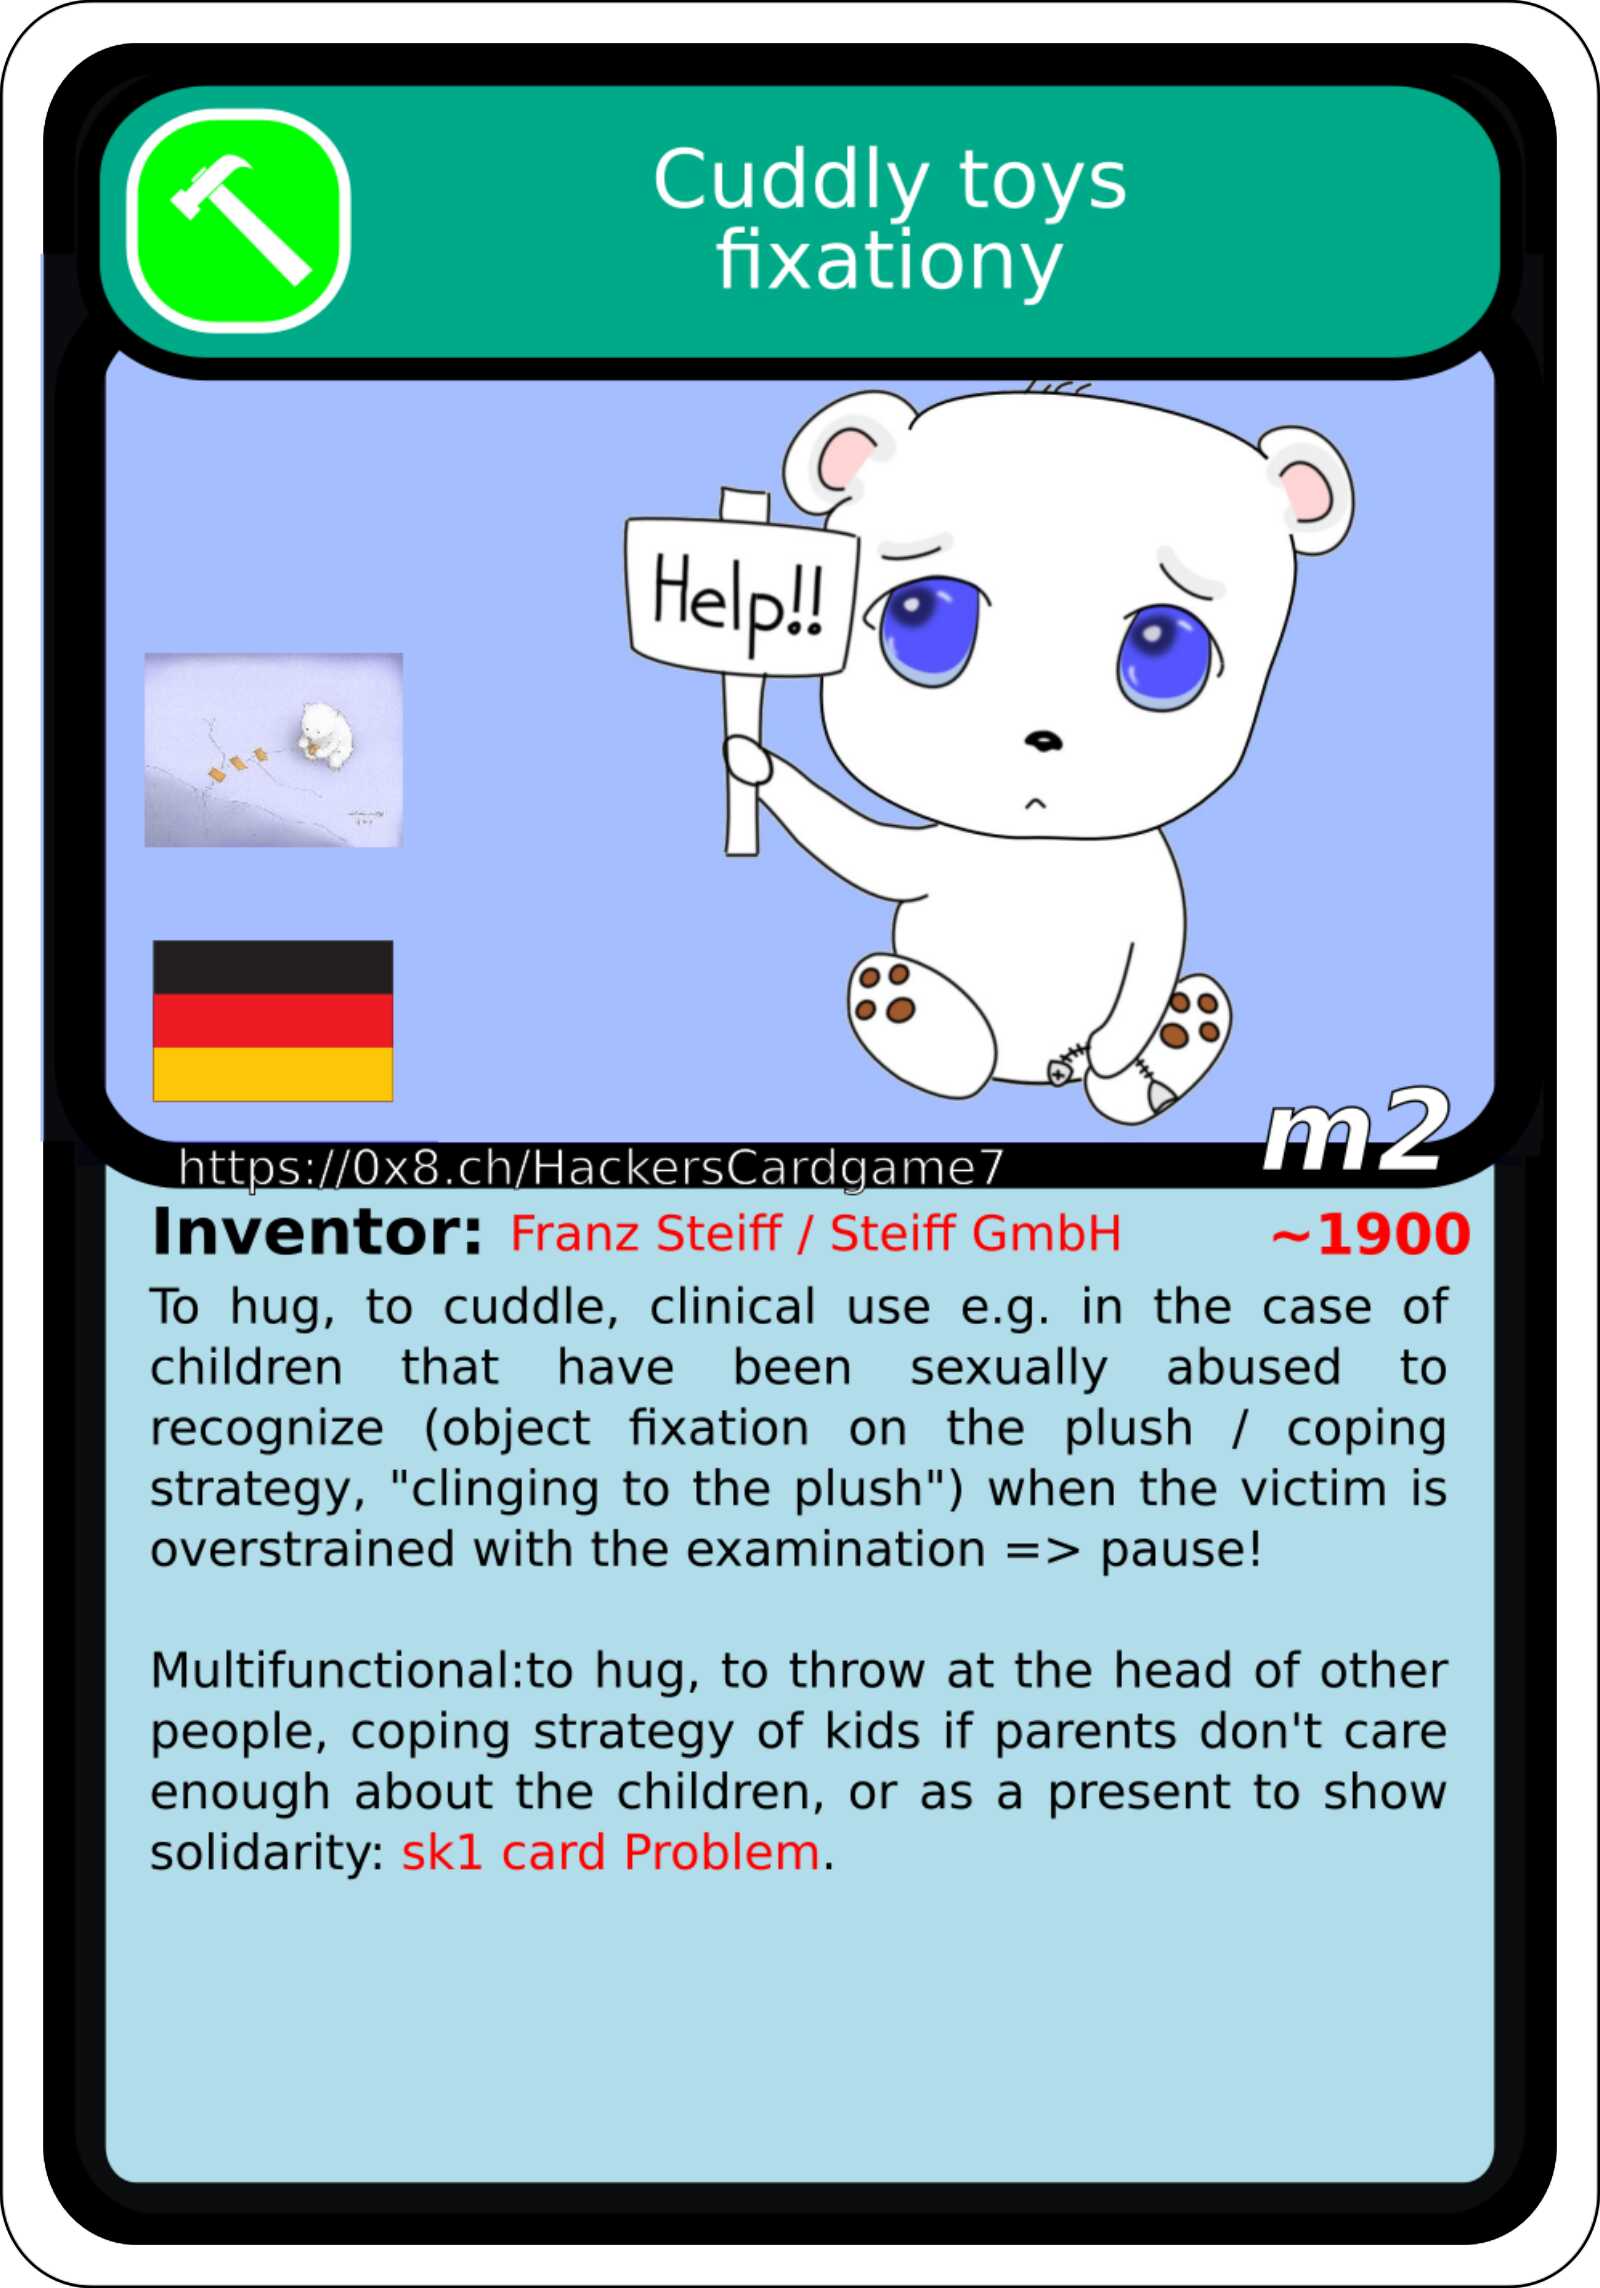 Cuddly toys
fixationy
Help!!
m2
https://0x8.ch/HackersCardgame7
Inventor: Franz Steiff / Steiff GmbH ~1900
To hug, to cuddle, clinical use e.g. in the case of
children that have been sexually abused to
recognize (object fixation on the plush / coping
strategy, "clinging to the plush") when the victim is
overstrained with the examination => pause!
Multifunctional:to hug, to throw at the head of other
people, coping strategy of kids if parents don't care
enough about the children, or as a present to show
solidarity: sk1 card Problem.